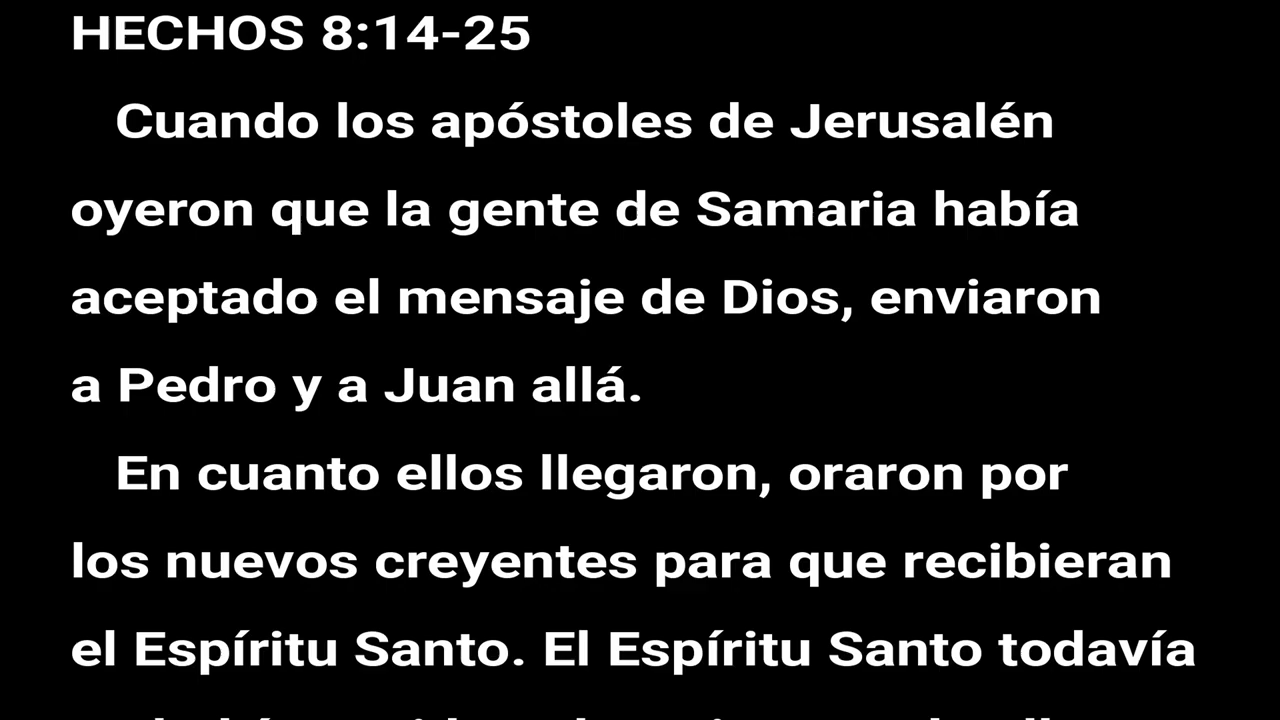 HECHOS 8:14-25
Cuando los apóstoles de Jerusalén
oyeron que la gente de Samaria había
aceptado el mensaje de Dios, enviaron
a Pedro y a Juan allá.
En cuanto ellos llegaron, oraron por
los nuevos creyentes para que recibieran
el Espíritu Santo. El Espíritu Santo todavía